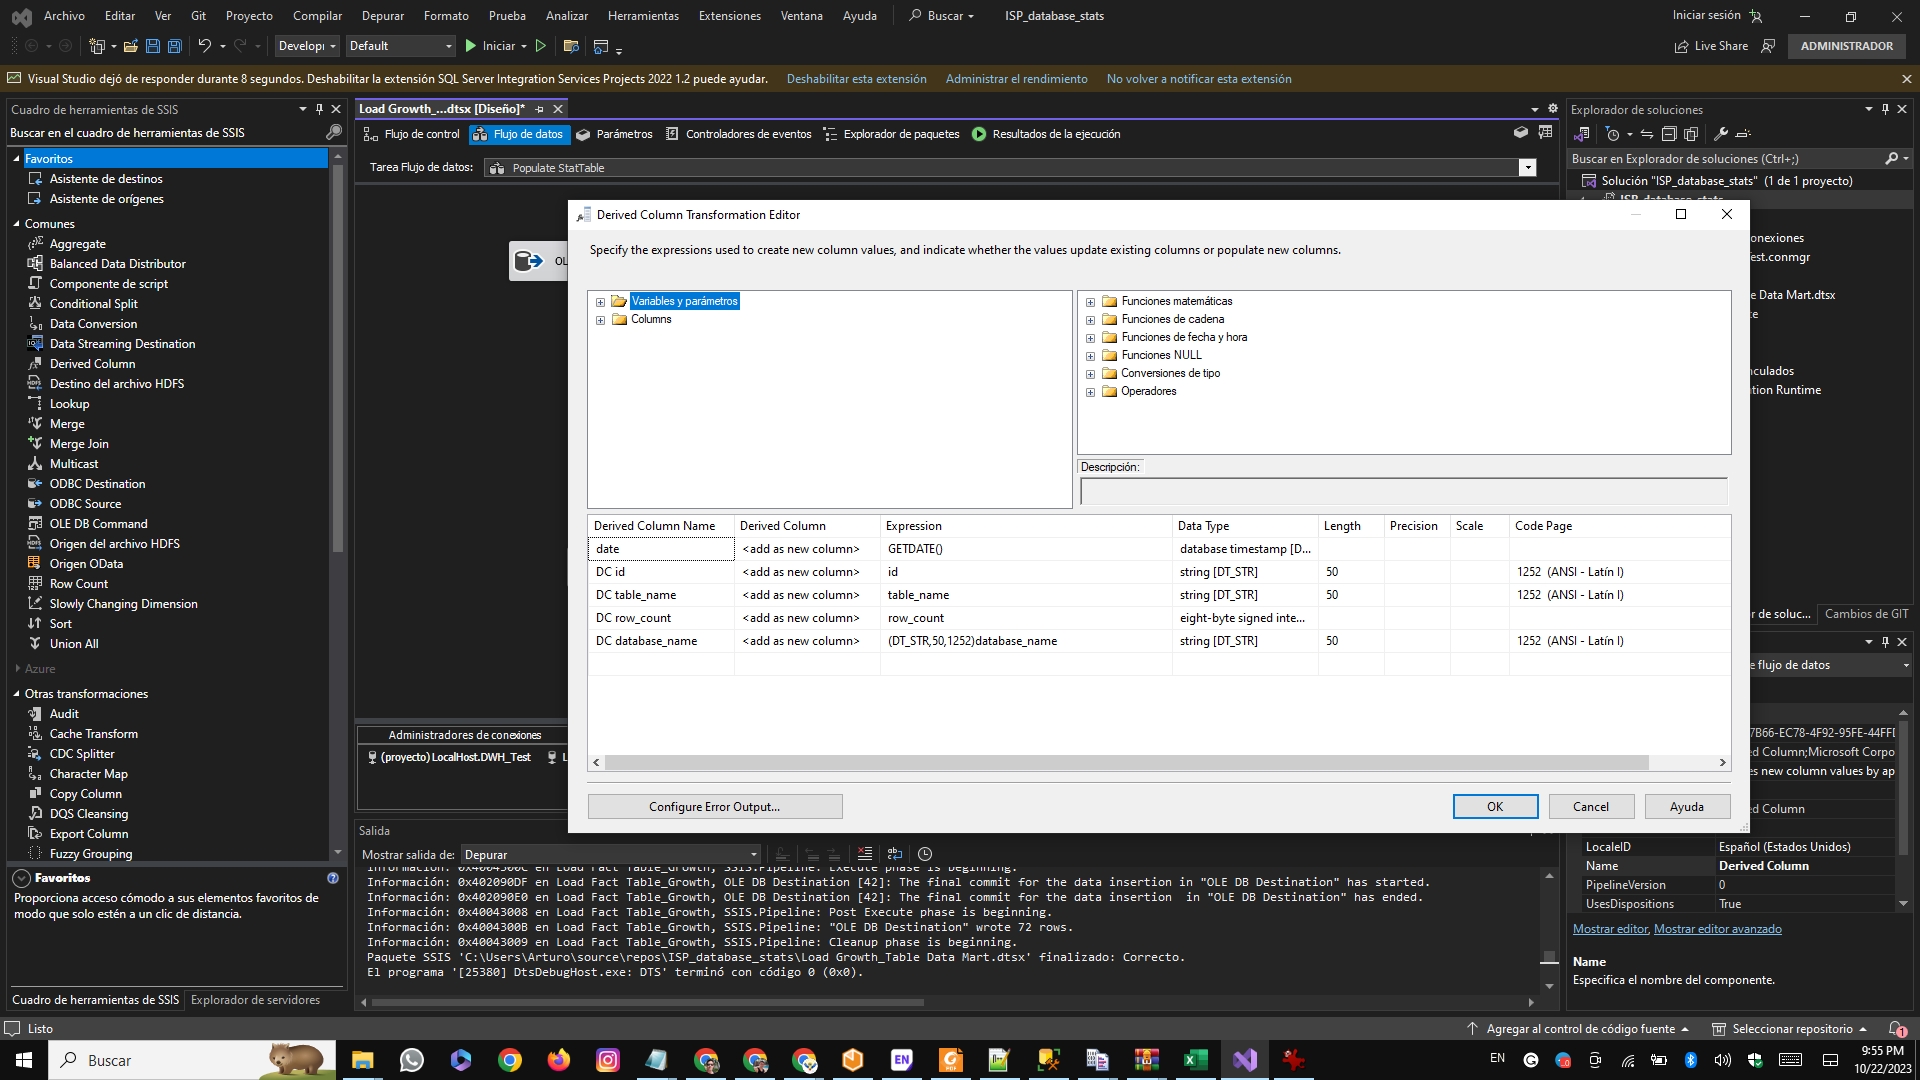 Archivo Editar Ver Git Proyecto Compilar Depurar Formato Prueba Analizar Herramientas Extensiones Ventana Ayuda Buscar ISP_database_stats Iniciar sesión
Default Iniciar Live Share ADMINISTRADOR
Visual Studio dejó de responder durante 8 segundos. Deshabilitar la extensión SQL Server Integration Services Projects 2022 1.2 puede ayudar. Deshabilitar esta extensión Administrar el rendimiento No volver a notificar esta extensión
Cuadro de herramientas de SSIS
Buscar en el cuadro de herramientas de SSIS
Favoritos
Asistente de destinos
Asistente de orígenes
Comunes
Aggregate
Balanced Data Distributor
Componente de script
Conditional Split
Data Conversion
Data Streaming Destination
Derived Column
Destino del archivo HDFS
Lookup
Merge
Merge Join
Multicast
ODBC Destination
ODBC Source
OLE DB Command
Origen del archivo HDFS
Origen OData
Row Count
Slowly Changing Dimension
Sort
Union All
Azure
Otras transformaciones
Audit
Cache Transform
CDC Splitter
Character Map
Copy Column
DQS Cleansing
Export Column
Fuzzy Grouping
Favoritos
Proporciona acceso cómodo a sus elementos favoritos de
modo que solo estén a un clic de distancia.
Cuadro de herramientas de SSIS Explorador de servidores
Load Growth_...dtsx [Diseño]*
Flujo de control Flujo de datos Parámetros Controladores de eventos Explorador de paquetes Resultados de la ejecución
Tarea Flujo de datos: Populate StatTable
OL
Administradores de conexiones
(proyecto) LocalHost.DWH_Test L
Derived Column Transformation Editor
Specify the expressions used to create new column values, and indicate whether the values update existing columns or populate new columns.
Variables y parámetros
Columns
Funciones matemáticas
Funciones de cadena
Funciones de fecha y hora
Funciones NULL
Conversiones de tipo
Operadores
Descripción:
Derived Column Name Derived Column Expression Data Type Length Precision Scale Code Page
date <add as new column> GETDATE() database timestamp [D...
DC id <add as new column> id string [DT_STR] 50 1252 (ANSI - Latín I)
DC table_name <add as new column> table_name string [DT_STR] 50 1252 (ANSI - Latín I)
DC row_count <add as new column> row_count eight-byte signed inte...
DC database_name <add as new column> (DT_STR,50,1252)database_name string [DT_STR] 50 1252 (ANSI - Latín I)
Configure Error Output... OK Cancel Ayuda
Salida
Mostrar salida de: Depurar
Información: 0x402090DF en Load Fact Table_Growth, OLE DB Destination [42]: The final commit for the data insertion in "OLE DB Destination" has started.
Información: 0x402090E0 en Load Fact Table_Growth, OLE DB Destination [42]: The final commit for the data insertion  in "OLE DB Destination" has ended.
Información: 0x40043008 en Load Fact Table_Growth, SSIS.Pipeline: Post Execute phase is beginning.
Información: 0x4004300B en Load Fact Table_Growth, SSIS.Pipeline: "OLE DB Destination" wrote 72 rows.
Información: 0x40043009 en Load Fact Table_Growth, SSIS.Pipeline: Cleanup phase is beginning.
Paquete SSIS 'C:\Users\Arturo\source\repos\ISP_database_stats\Load Growth_Table Data Mart.dtsx' finalizado: Correcto.
El programa '[25380] DtsDebugHost.exe: DTS' terminó con código 0 (0x0).
Explorador de soluciones
Buscar en Explorador de soluciones (Ctrl+;)
Solución "ISP_database_stats" (1 de 1 proyecto)
onexiones
est.conmgr
e Data Mart.dtsx
ce
nculados
tion Runtime
r de soluc... Cambios de GIT
e flujo de datos
7B66-EC78-4F92-95FE-44FFI
ed Column;Microsoft Corpo
es new column values by ap
ed Column
LocaleID Español (Estados Unidos)
Name Derived Column
PipelineVersion 0
UsesDispositions True
Mostrar editor, Mostrar editor avanzado
Name
Especifica el nombre del componente.
Listo Agregar al control de código fuente Seleccionar repositorio 1
Buscar EN EN 9:55 PM
10/22/2023